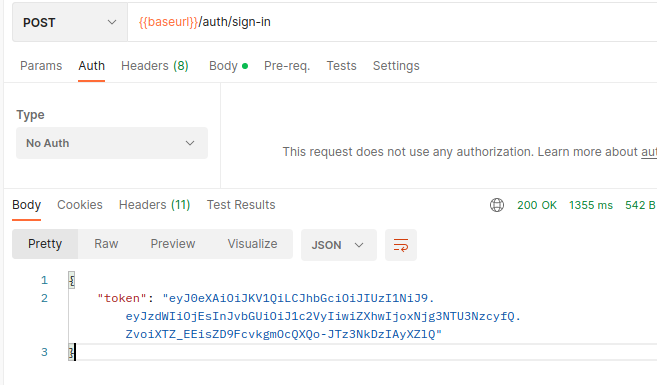 POST {{baseurl}}/auth/sign-in
Params Auth Headers (8) Body Pre-req. Tests Settings
Type
No Auth
This request does not use any authorization. Learn more about au
Body Cookies Headers (11) Test Results 200 OK 1355 ms 542 B
Pretty Raw Preview Visualize JSON
1 {
2 "token": "eyJ0eXAiOiJKV1QiLCJhbGciOiJIUzI1NiJ9.
eyJzdWIiOjEsInJvbGUiOiJ1c2VyIiwiZXhwIjoxNjg3NTU3NzcyfQ.
ZvoiXTZ_EEisZD9FcvkgmOcQXQo-JTz3NkDzIAyXZlQ"
3 }